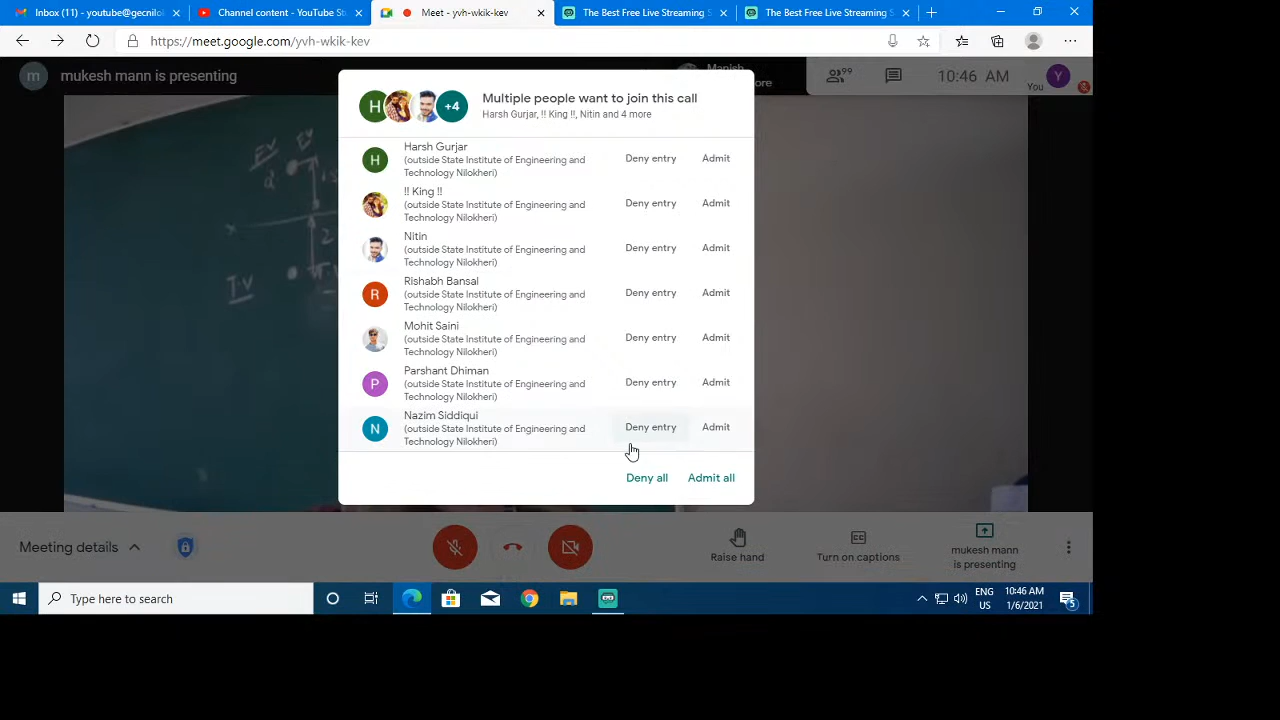 Inbox (11) - youtube@gecnilo
Channel content - YouTube St
Meet - yvh-wkik-kev
The Best Free Live Streaming S
The Best Free Live Streaming S
https://meet.google.com/yvh-wkik-kev
m
mukesh mann is presenting
Manish
ore
99
10:46 AM
You
Y
H
+4
Multiple people want to join this call
Harsh Gurjar, !! King !!, Nitin and 4 more
H
Harsh Gurjar
(outside State Institute of Engineering and
Technology Nilokheri)
Deny entry
Admit
!! King !!
(outside State Institute of Engineering and
Technology Nilokheri)
Deny entry
Admit
Nitin
(outside State Institute of Engineering and
Technology Nilokheri)
Deny entry
Admit
R
Rishabh Bansal
(outside State Institute of Engineering and
Technology Nilokheri)
Deny entry
Admit
Mohit Saini
(outside State Institute of Engineering and
Technology Nilokheri)
Deny entry
Admit
P
Parshant Dhiman
(outside State Institute of Engineering and
Technology Nilokheri)
Deny entry
Admit
N
Nazim Siddiqui
(outside State Institute of Engineering and
Technology Nilokheri)
Deny entry
Admit
Deny all
Admit all
T.V
Meeting details
Raise hand
Turn on captions
mukesh mann
is presenting
Type here to search
ENG
US
10:46 AM
1/6/2021
5